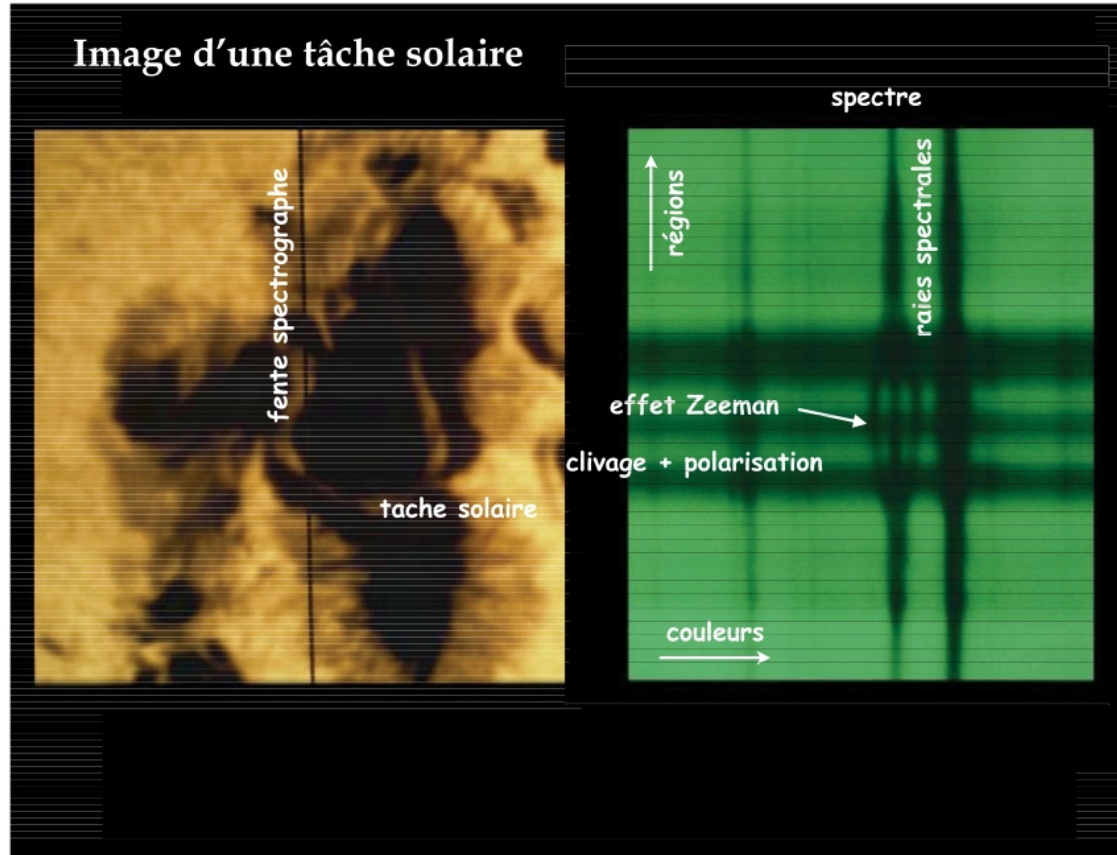 Image d'une tâche solaire
fente spectrographe
tache solaire
spectre
régions
raies spectrales
effet Zeeman
clivage + polarisation
couleurs